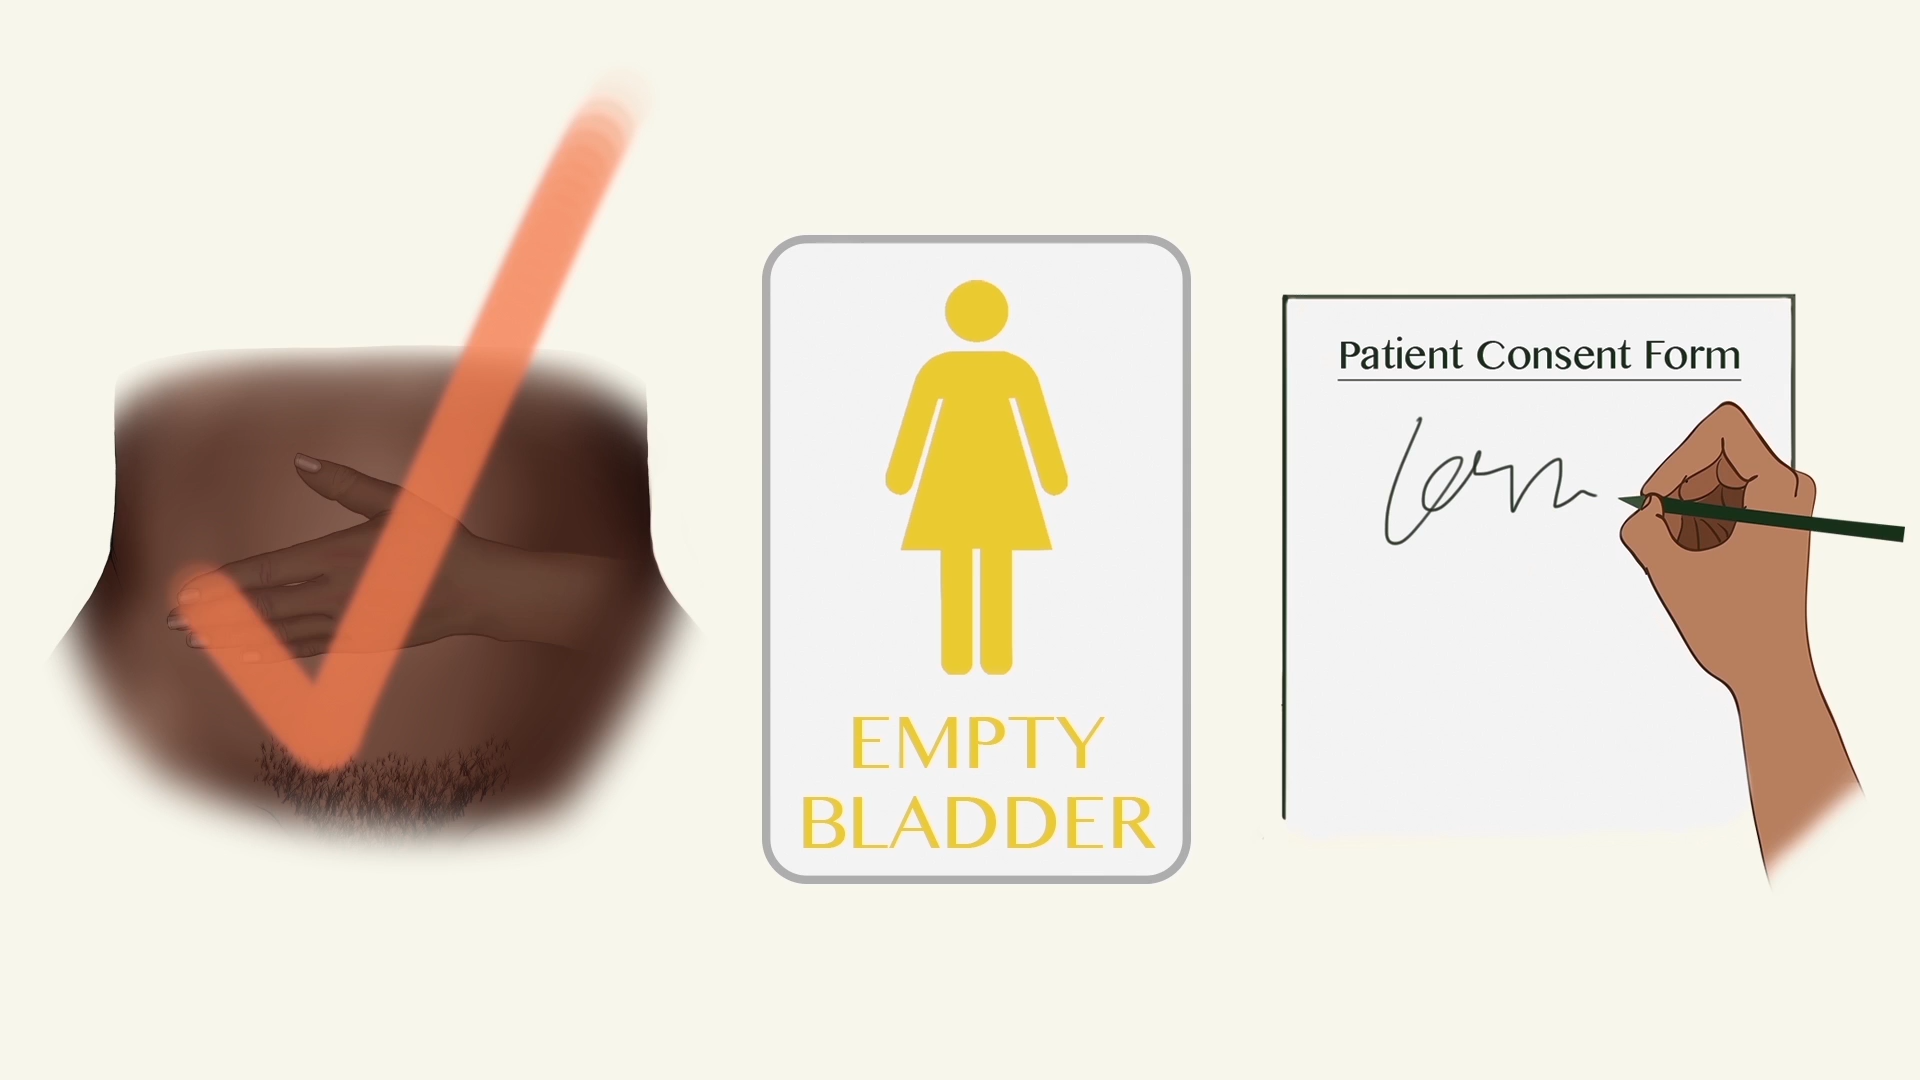 EMPTY
BLADDER
Patient Consent Form